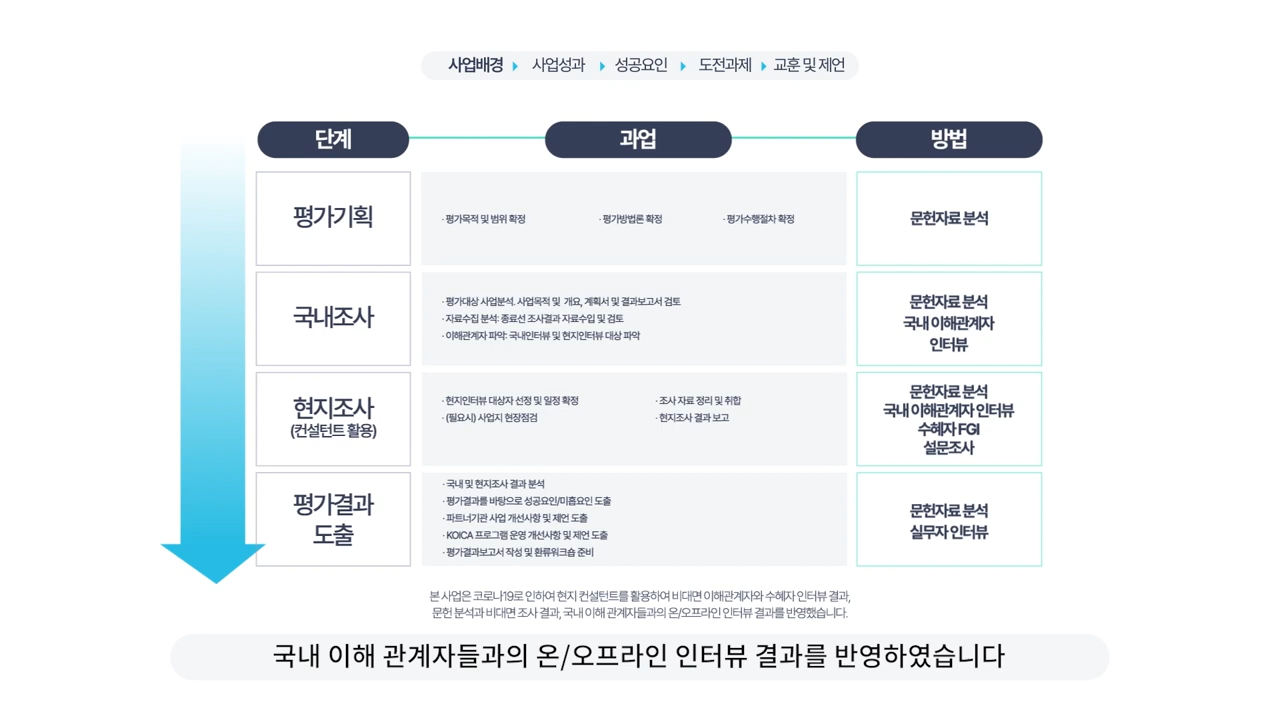 사업배경 ▶ 사업성과 ▶ 성공요인 ▶ 도전과제 ▶ 교훈 및 제언
단계 과업 방법
평가기획
· 평가목적 및 범위 확정 · 평가방법론 확정 · 평가수행절차 확정
문헌자료 분석
국내조사
· 평가대상 사업분석. 사업목적 및 개요, 계획서 및 결과보고서 검토
· 자료수집 분석: 종료선 조사결과 자료수입 및 검토
· 이해관계자 파악: 국내인터뷰 및 현지인터뷰 대상 파악
문헌자료 분석
국내 이해관계자
인터뷰
현지조사
(컨설턴트 활용)
· 현지인터뷰 대상자 선정 및 일정 확정 · 조사 자료 정리 및 취합
· (필요시) 사업지 현장점검 · 현지조사 결과 보고
문헌자료 분석
국내 이해관계자 인터뷰
수혜자 FGI
설문조사
평가결과
도출
· 국내 및 현지조사 결과 분석
· 평가결과를 바탕으로 성공요인/미흡요인 도출
· 파트너기관 사업 개선사항 및 제언 도출
· KOICA 프로그램 운영 개선사항 및 제언 도출
· 평가결과보고서 작성 및 환류워크숍 준비
문헌자료 분석
실무자 인터뷰
본 사업은 코로나19로 인하여 현지 컨설턴트를 활용하여 비대면 이해관계자와 수혜자 인터뷰 결과,
문헌 분석과 비대면 조사 결과, 국내 이해 관계자들과의 온/오프라인 인터뷰 결과를 반영했습니다.
국내 이해 관계자들과의 온/오프라인 인터뷰 결과를 반영하였습니다